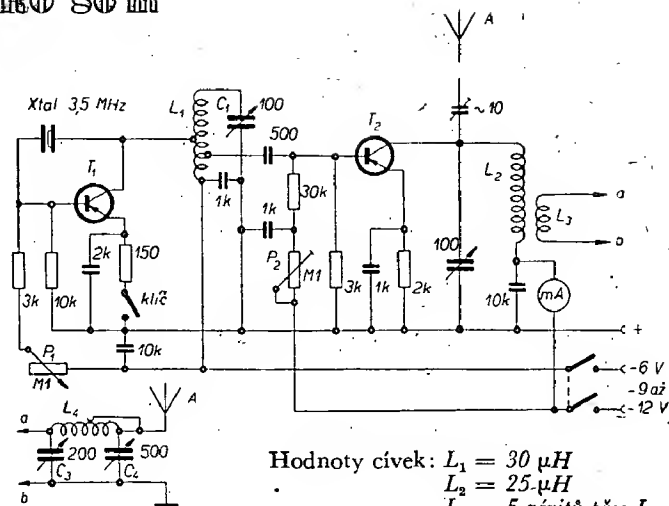 A
Xtal 3,5 MHz
L₁
C₁
100
~10
500
T₂
T₁
L₂
30k
L₃
a
1k
1k
2k
150
P₂
100
3k
10k
klíč
M1
3k
1k
2k
10k
mA
+
10k
-6 V
P₁
M1
-9 až
-12 V
A
L₄
a
200
500
C₃
C₄
b
Hodnoty cívek: L₁ = 30 μH
L₂ = 25 μH